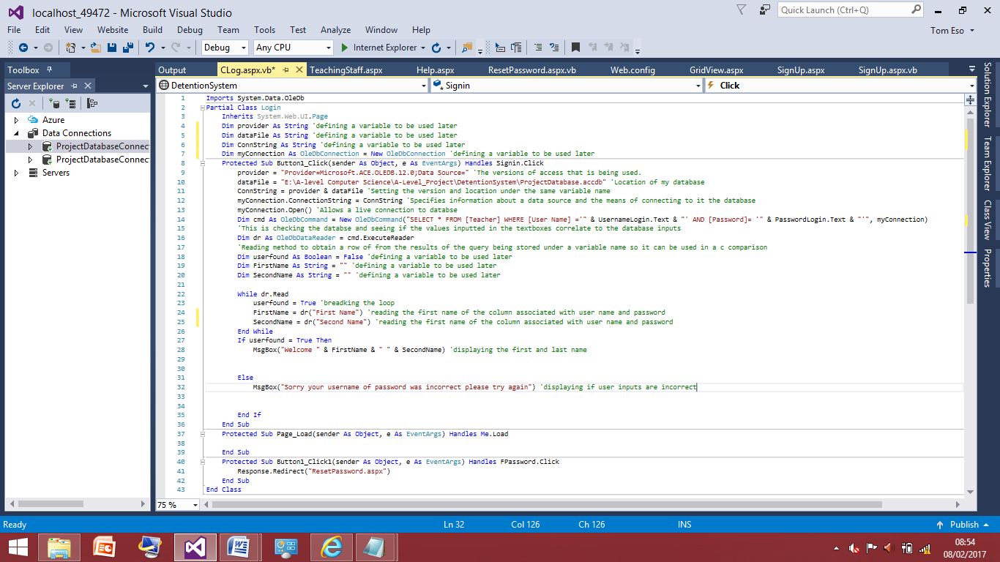 localhost_49472 - Microsoft Visual Studio
Quick Launch (Ctrl+Q)
File Edit View Website Build Debug Team Tools Test Analyze Window Help
Tom Eso
Debug Any CPU Internet Explorer
Toolbox
Output CLog.aspx.vb* TeachingStaff.aspx Help.aspx ResetPassword.aspx.vb Web.config GridView.aspx SignUp.aspx SignUp.aspx.vb
Server Explorer
DetentionSystem Signin Click
Azure
Data Connections
ProjectDatabaseConnec
ProjectDatabaseConnec
Servers
1 Imports System.Data.OleDb
2 Partial Class Login
3 Inherits System.Web.UI.Page
4 Dim provider As String 'defining a variable to be used later
5 Dim dataFile As String 'defining a variable to be used later
6 Dim ConnString As String 'defining a variable to be used later
7 Dim myConnection As OleDbConnection = New OleDbConnection 'defining a variable to be used later
8 Protected Sub Button1_Click(sender As Object, e As EventArgs) Handles Signin.Click
9 provider = "Provider=Microsoft.ACE.OLEDB.12.0;Data Source=" 'The versions of access that is being used.
10 dataFile = "E:\A-level Computer Science\A-Level_Project\DetentionSystem\ProjectDatabase.accdb" 'Location of my database
11 ConnString = provider & dataFile 'Setting the version and location under the same variable name
12 myConnection.ConnectionString = ConnString 'Specifies information about a data source and the means of connecting to it the database
13 myConnection.Open() 'Allows a live connection to databse
14 Dim cmd As OleDbCommand = New OleDbCommand("SELECT * FROM [Teacher] WHERE [User Name] ='" & UsernameLogin.Text & "' AND [Password]= '" & PasswordLogin.Text & "'", myConnection)
15 'This is checking the databse and seeing if the values inputted in the textboxes correlate to the database inputs
16 Dim dr As OleDbDataReader = cmd.ExecuteReader
17 'Reading method to obtain a row of from the results of the query being stored under a variable name so it can be used in a c comparison
18 Dim userfound As Boolean = False 'defining a variable to be used later
19 Dim FirstName As String = "" 'defining a variable to be used later
20 Dim SecondName As String = "" 'defining a variable to be used later
21
22 While dr.Read
23 userfound = True 'breadking the loop
24 FirstName = dr("First Name") 'reading the first name of the column associated with user name and password
25 SecondName = dr("Second Name") 'reading the first name of the column associated with user name and password
26 End While
27 If userfound = True Then
28 MsgBox("Welcome " & FirstName & " " & SecondName) 'displaying the first and last name
29
30
31 Else
32 MsgBox("Sorry your username of password was incorrect please try again") 'displaying if user inputs are incorrect
33
34
35 End If
36 End Sub
37 Protected Sub Page_Load(sender As Object, e As EventArgs) Handles Me.Load
38
39 End Sub
40 Protected Sub Button1_Click1(sender As Object, e As EventArgs) Handles FPassword.Click
41 Response.Redirect("ResetPassword.aspx")
42 End Sub
43 End Class
75 %
Solution Explorer
Team Explorer
Class View
Properties
Ready Ln 32 Col 126 Ch 126 INS Publish
08:54
08/02/2017